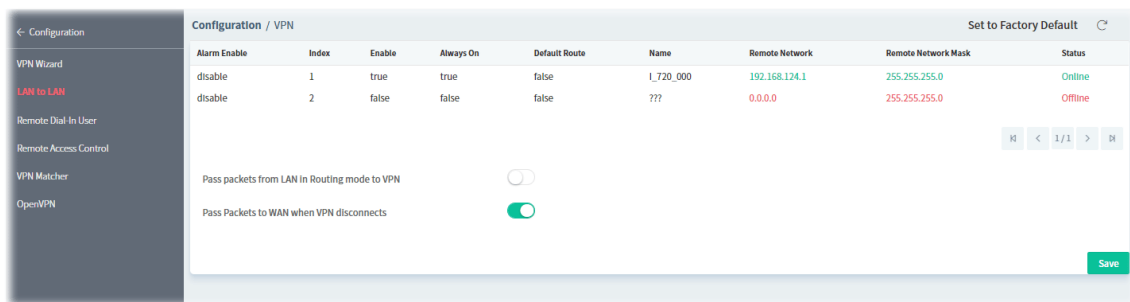 ← Configuration
VPN Wizard
LAN to LAN
Remote Dial-In User
Remote Access Control
VPN Matcher
OpenVPN
Configuration / VPN
Set to Factory Default
Alarm Enable Index Enable Always On Default Route Name Remote Network Remote Network Mask Status
disable 1 true true false I_720_000 192.168.124.1 255.255.255.0 Online
disable 2 false false false ??? 0.0.0.0 255.255.255.0 Offline
1/1
Pass packets from LAN in Routing mode to VPN
Pass Packets to WAN when VPN disconnects
Save